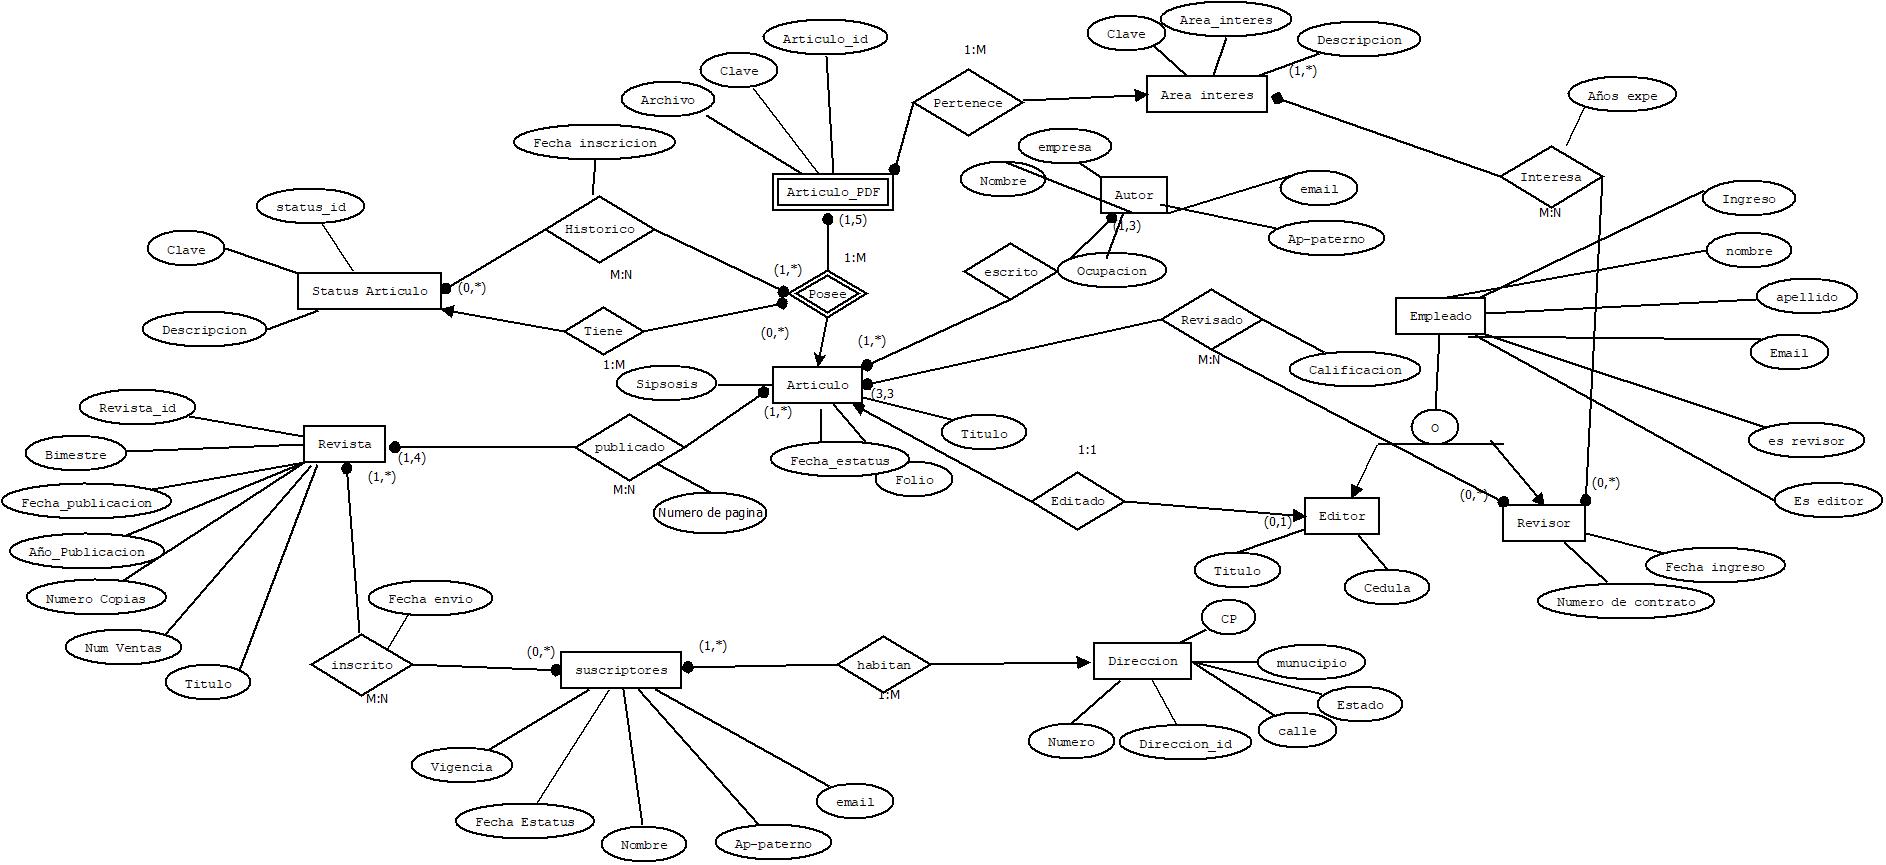 Area_interes
Articulo_id
Clave
Descripcion
1:M
Clave
(1,*)
Archivo
Pertenece
Area interes
Años expe
Fecha inscricion
empresa
Nombre
Articulo_PDF
Autor
email
Interesa
Ingreso
status_id
(1,5)
(1,3)
M:N
Historico
Ap-paterno
Clave
1:M
nombre
M:N
(1,*)
escrito
Ocupacion
Status Articulo
(0,*)
Posee
apellido
Descripcion
Tiene
(0,*)
Revisado
Empleado
(1,*)
1:M
M:N
Email
Sipsosis
Articulo
Calificacion
(3,3
Revista_id
(1,*)
Titulo
O
es revisor
Revista
publicado
Bimestre
(1,4)
1:1
Fecha_estatus
(1,*)
M:N
Folio
(0,*)
(0,*)
Fecha_publicacion
Numero de pagina
Editado
Es editor
(0,1)
Editor
Revisor
Año_Publicacion
Titulo
Fecha ingreso
Cedula
Numero Copias
Fecha envio
Numero de contrato
CP
Num Ventas
(0,*)
(1,*)
inscrito
suscriptores
habitan
Direccion
munucipio
Titulo
M:N
1:M
Estado
calle
Numero
Direccion_id
Vigencia
email
Fecha Estatus
Nombre
Ap-paterno